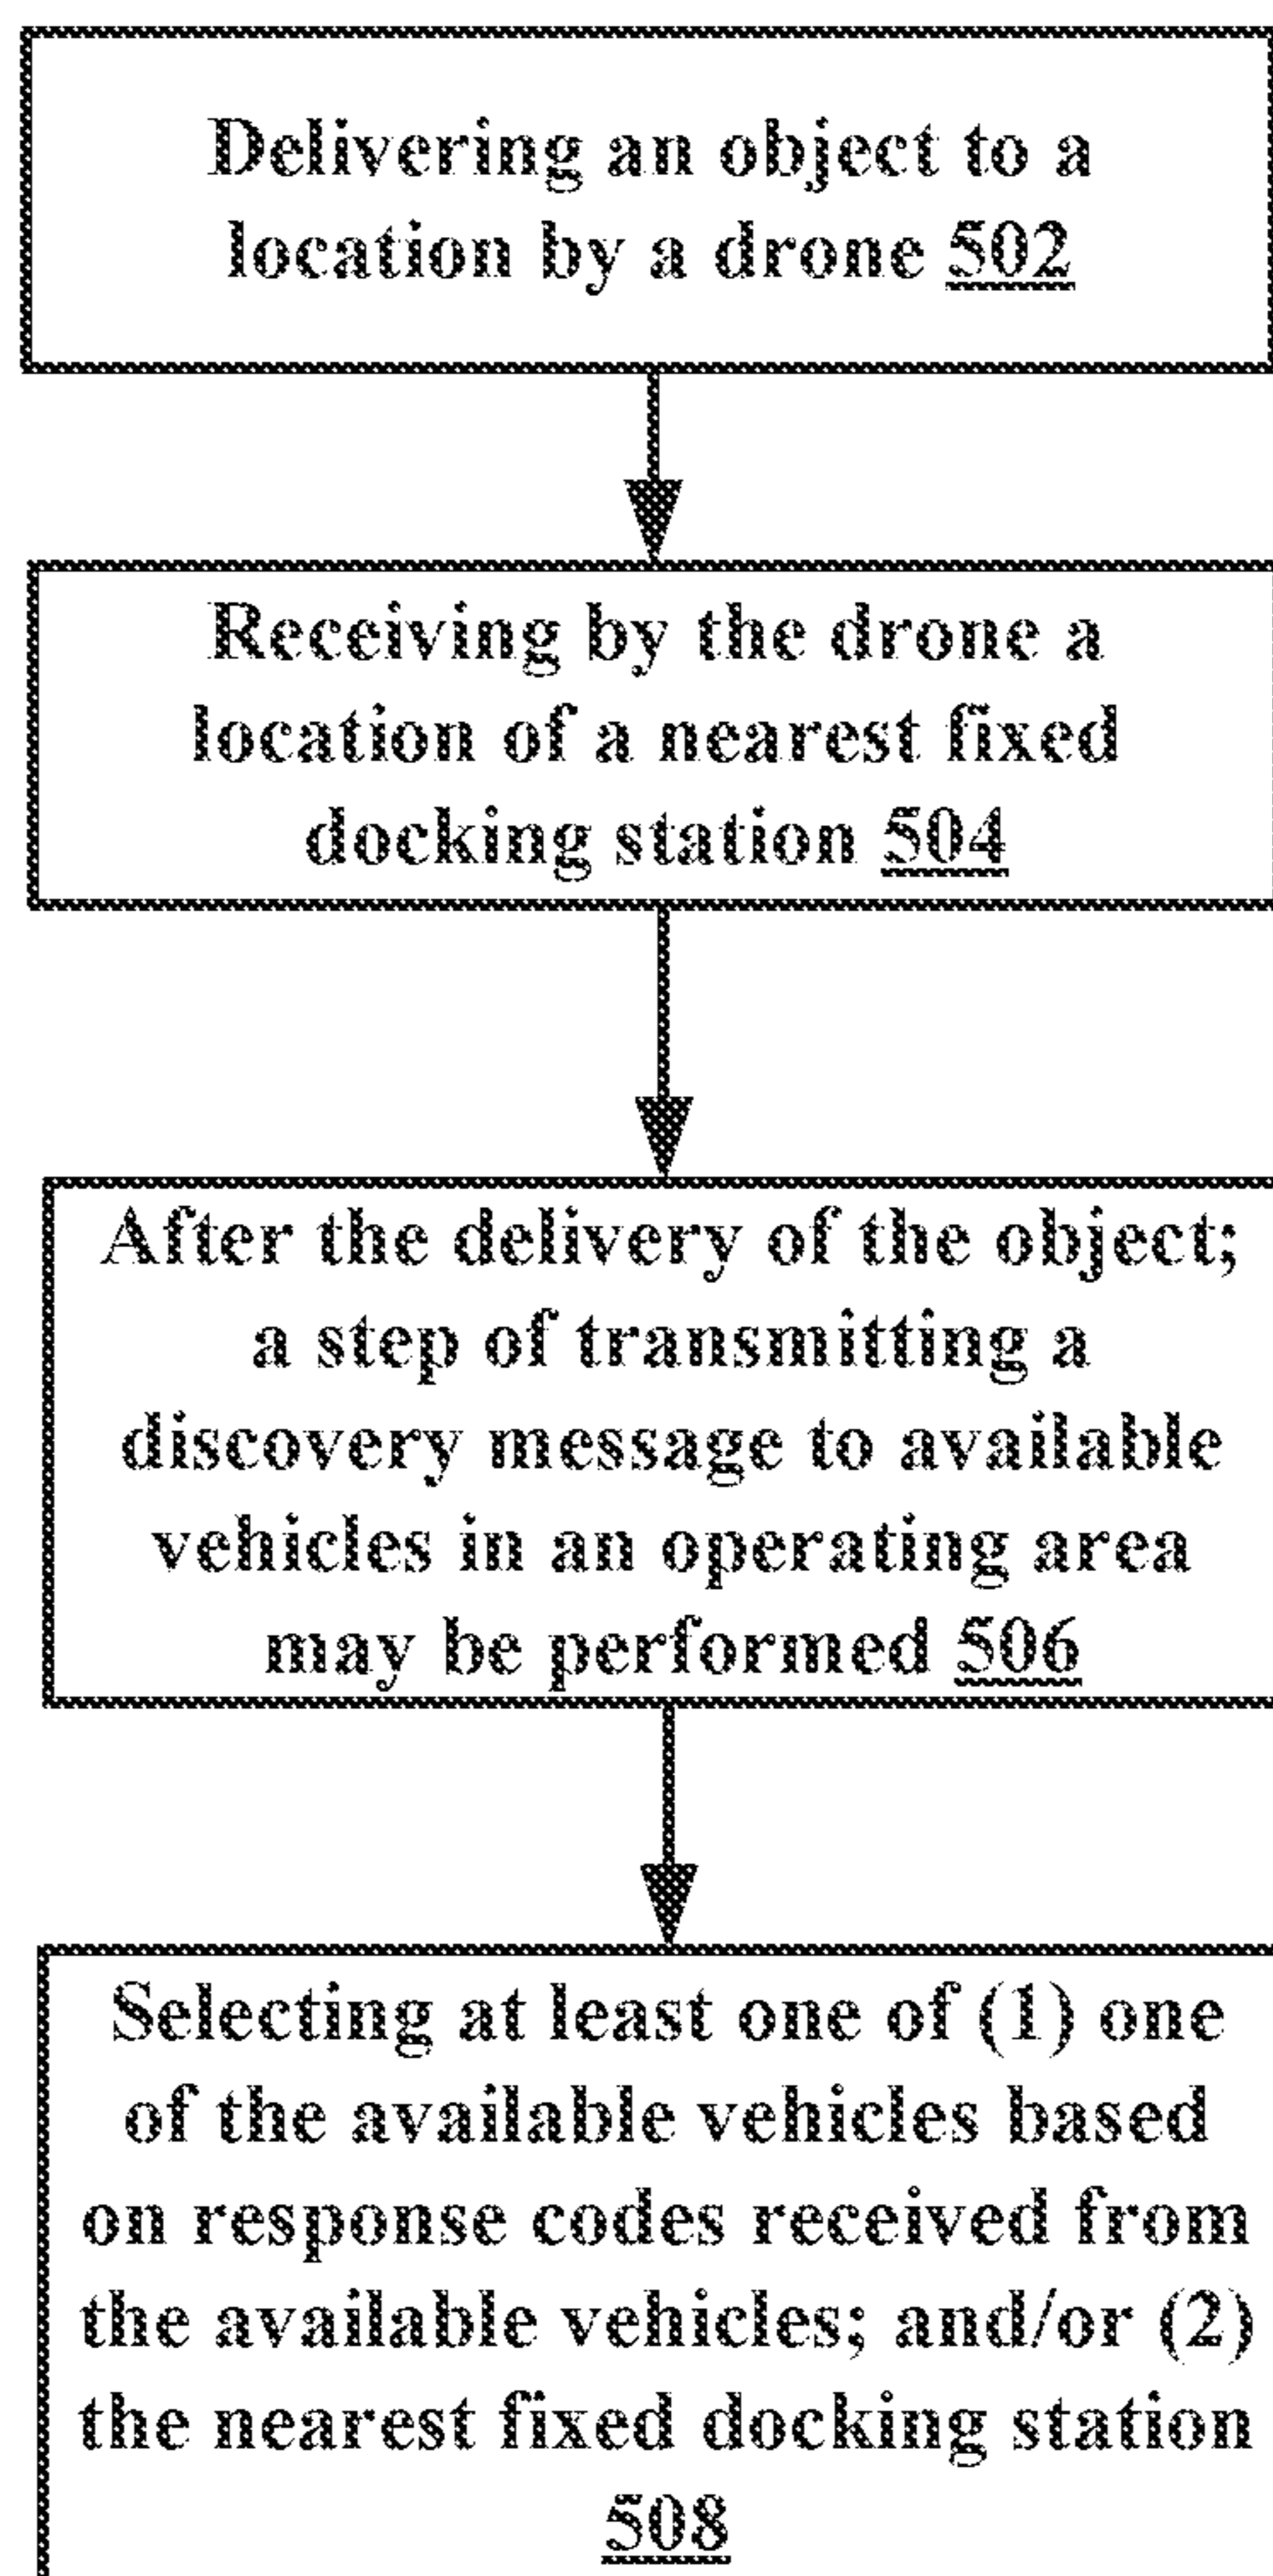 Delivering an object to a
location by a drone 502
Receiving by the drone a
location of a nearest fixed
docking station 504
After the delivery of the object;
a step of transmitting a
discovery message to available
vehicles in an operating area
may be performed 506
Selecting at least one of (1) one
of the available vehicles based
on response codes received from
the available vehicles; and/or (2)
the nearest fixed docking station
508